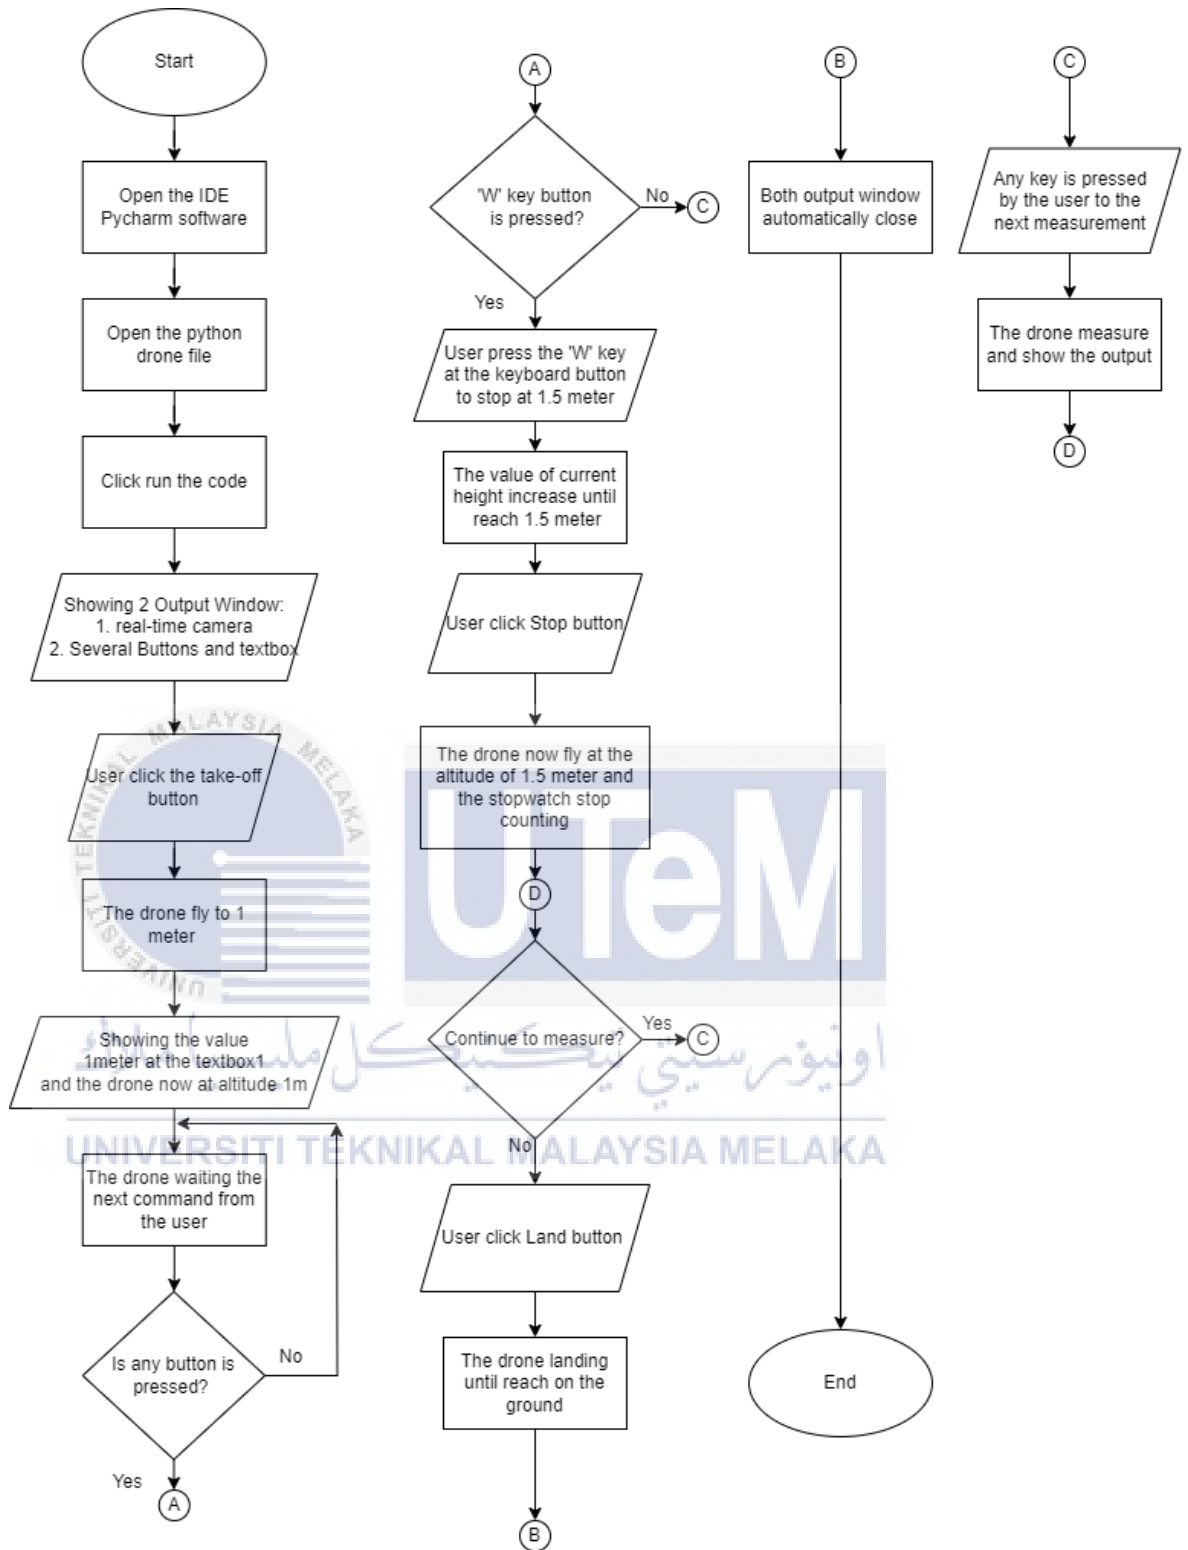 Start
Open the IDE
Pycharm software
Open the python
drone file
Click run the code
Showing 2 Output Window:
1. real-time camera
2. Several Buttons and textbox
User click the take-off
button
The drone fly to 1
meter
Showing the value
1meter at the textbox1
and the drone now at altitude 1m
The drone waiting the
next command from
the user
Is any button is
pressed?
No
Yes
A
A
'W' key button
is pressed?
No
C
Yes
User press the 'W' key
at the keyboard button
to stop at 1.5 meter
The value of current
height increase until
reach 1.5 meter
User click Stop button
The drone now fly at the
altitude of 1.5 meter and
the stopwatch stop
counting
D
Continue to measure?
Yes
C
No
User click Land button
The drone landing
until reach on the
ground
B
B
Both output window
automatically close
End
C
Any key is pressed
by the user to the
next measurement
The drone measure
and show the output
D
UNIVERSITI TEKNIKAL MALAYSIA MELAKA
UTeM
اونيۏرسيتي تيكنيكل مليسيا ملاك
UNIVERSITI TEKNIKAL MALAYSIA MELAKA